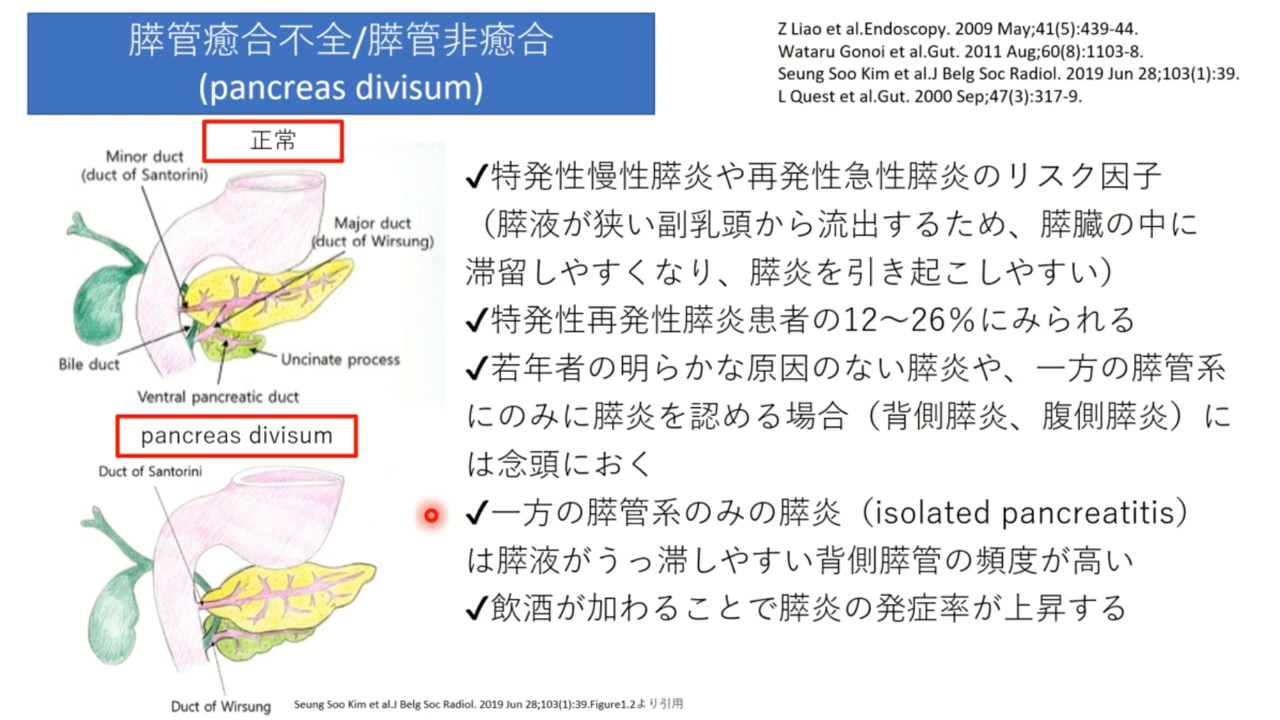 膵管癒合不全/膵管非癒合
(pancreas divisum)
Z Liao et al.Endoscopy. 2009 May;41(5):439-44.
Wataru Gonoi et al.Gut. 2011 Aug;60(8):1103-8.
Seung Soo Kim et al.J Belg Soc Radiol. 2019 Jun 28;103(1):39.
L Quest et al.Gut. 2000 Sep;47(3):317-9.
正常
Minor duct
(duct of Santorini)
Major duct
(duct of Wirsung)
Bile duct
Uncinate process
Ventral pancreatic duct
pancreas divisum
Duct of Santorini
Duct of Wirsung
✓特発性慢性膵炎や再発性急性膵炎のリスク因子
（膵液が狭い副乳頭から流出するため、膵臓の中に
滞留しやすくなり、膵炎を引き起こしやすい）
✓特発性再発性膵炎患者の12～26％にみられる
✓若年者の明らかな原因のない膵炎や、一方の膵管系
にのみに膵炎を認める場合（背側膵炎、腹側膵炎）に
は念頭におく
✓一方の膵管系のみの膵炎（isolated pancreatitis）
は膵液がうっ滞しやすい背側膵管の頻度が高い
✓飲酒が加わることで膵炎の発症率が上昇する
Seung Soo Kim et al.J Belg Soc Radiol. 2019 Jun 28;103(1):39.Figure1.2より引用